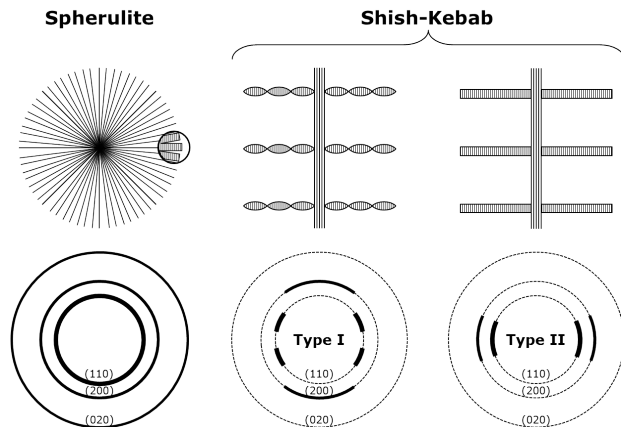 Spherulite
Shish-Kebab
(110)
(200)
(020)
Type I
(110)
(200)
(020)
Type II
(110)
(200)
(020)